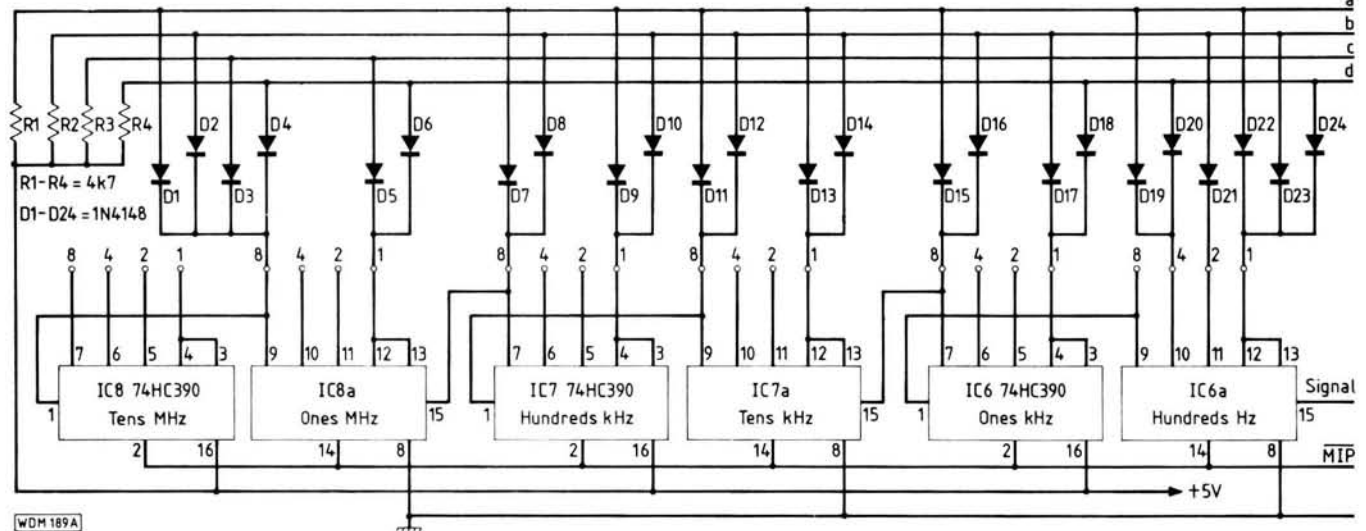 a
b
c
d
R1 R2 R3 R4
D2 D4 D6 D8 D10 D12 D14 D16 D18 D20 D22 D24
R1-R4 = 4k7
D1 D3 D5 D7 D9 D11 D13 D15 D17 D19 D21 D23
D1-D24 = 1N4148
8 4 2 1 8 4 2 1 8 4 2 1 8 4 2 1 8 4 2 1 8 4 2 1
7 6 5 4 3 9 10 11 12 13 7 6 5 4 3 9 10 11 12 13 7 6 5 4 3 9 10 11 12 13
IC8 74HC390 IC8a IC7 74HC390 IC7a IC6 74HC390 IC6a Signal
1 Tens MHz Ones MHz 15 1 Hundreds kHz Tens kHz 15 1 Ones kHz Hundreds Hz 15
2 16 14 8 2 16 14 8 2 16 14 8 MIP
+5V
WDM 189A